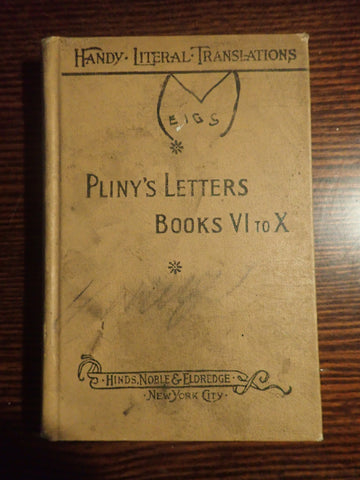 HANDY · LITERAL · TRANSLATIONS
EIGS
PLINY'S LETTERS
BOOKS VI TO X
HINDS, NOBLE & ELDREDGE ·
· NEW YORK CITY ·